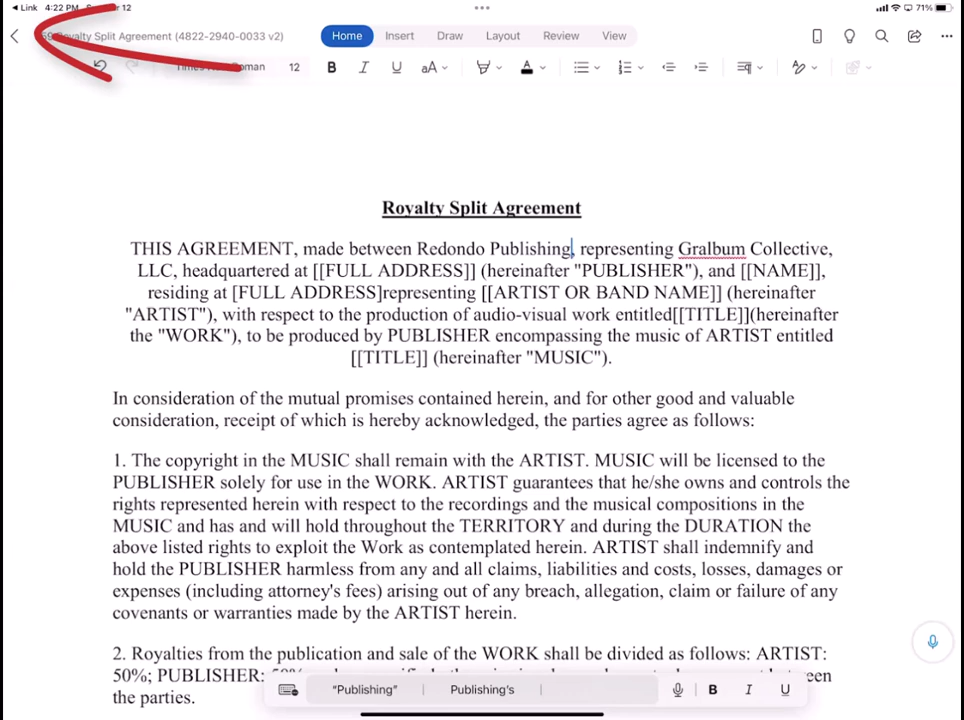 Link 4:22 PM 12 71%
Royalty Split Agreement (4822-2940-0033 v2) Home Insert Draw Layout Review View
12 B I U aA A
Royalty Split Agreement
THIS AGREEMENT, made between Redondo Publishing, representing Gralbum Collective,
LLC, headquartered at [[FULL ADDRESS]] (hereinafter "PUBLISHER"), and [[NAME]],
residing at [FULL ADDRESS]representing [[ARTIST OR BAND NAME]] (hereinafter
"ARTIST"), with respect to the production of audio-visual work entitled[[TITLE]](hereinafter
the "WORK"), to be produced by PUBLISHER encompassing the music of ARTIST entitled
[[TITLE]] (hereinafter "MUSIC").
In consideration of the mutual promises contained herein, and for other good and valuable
consideration, receipt of which is hereby acknowledged, the parties agree as follows:
1. The copyright in the MUSIC shall remain with the ARTIST. MUSIC will be licensed to the
PUBLISHER solely for use in the WORK. ARTIST guarantees that he/she owns and controls the
rights represented herein with respect to the recordings and the musical compositions in the
MUSIC and has and will hold throughout the TERRITORY and during the DURATION the
above listed rights to exploit the Work as contemplated herein. ARTIST shall indemnify and
hold the PUBLISHER harmless from any and all claims, liabilities and costs, losses, damages or
expenses (including attorney's fees) arising out of any breach, allegation, claim or failure of any
covenants or warranties made by the ARTIST herein.
2. Royalties from the publication and sale of the WORK shall be divided as follows: ARTIST:
50%; PUBLISHER:
the parties.
"Publishing" Publishing's B I U